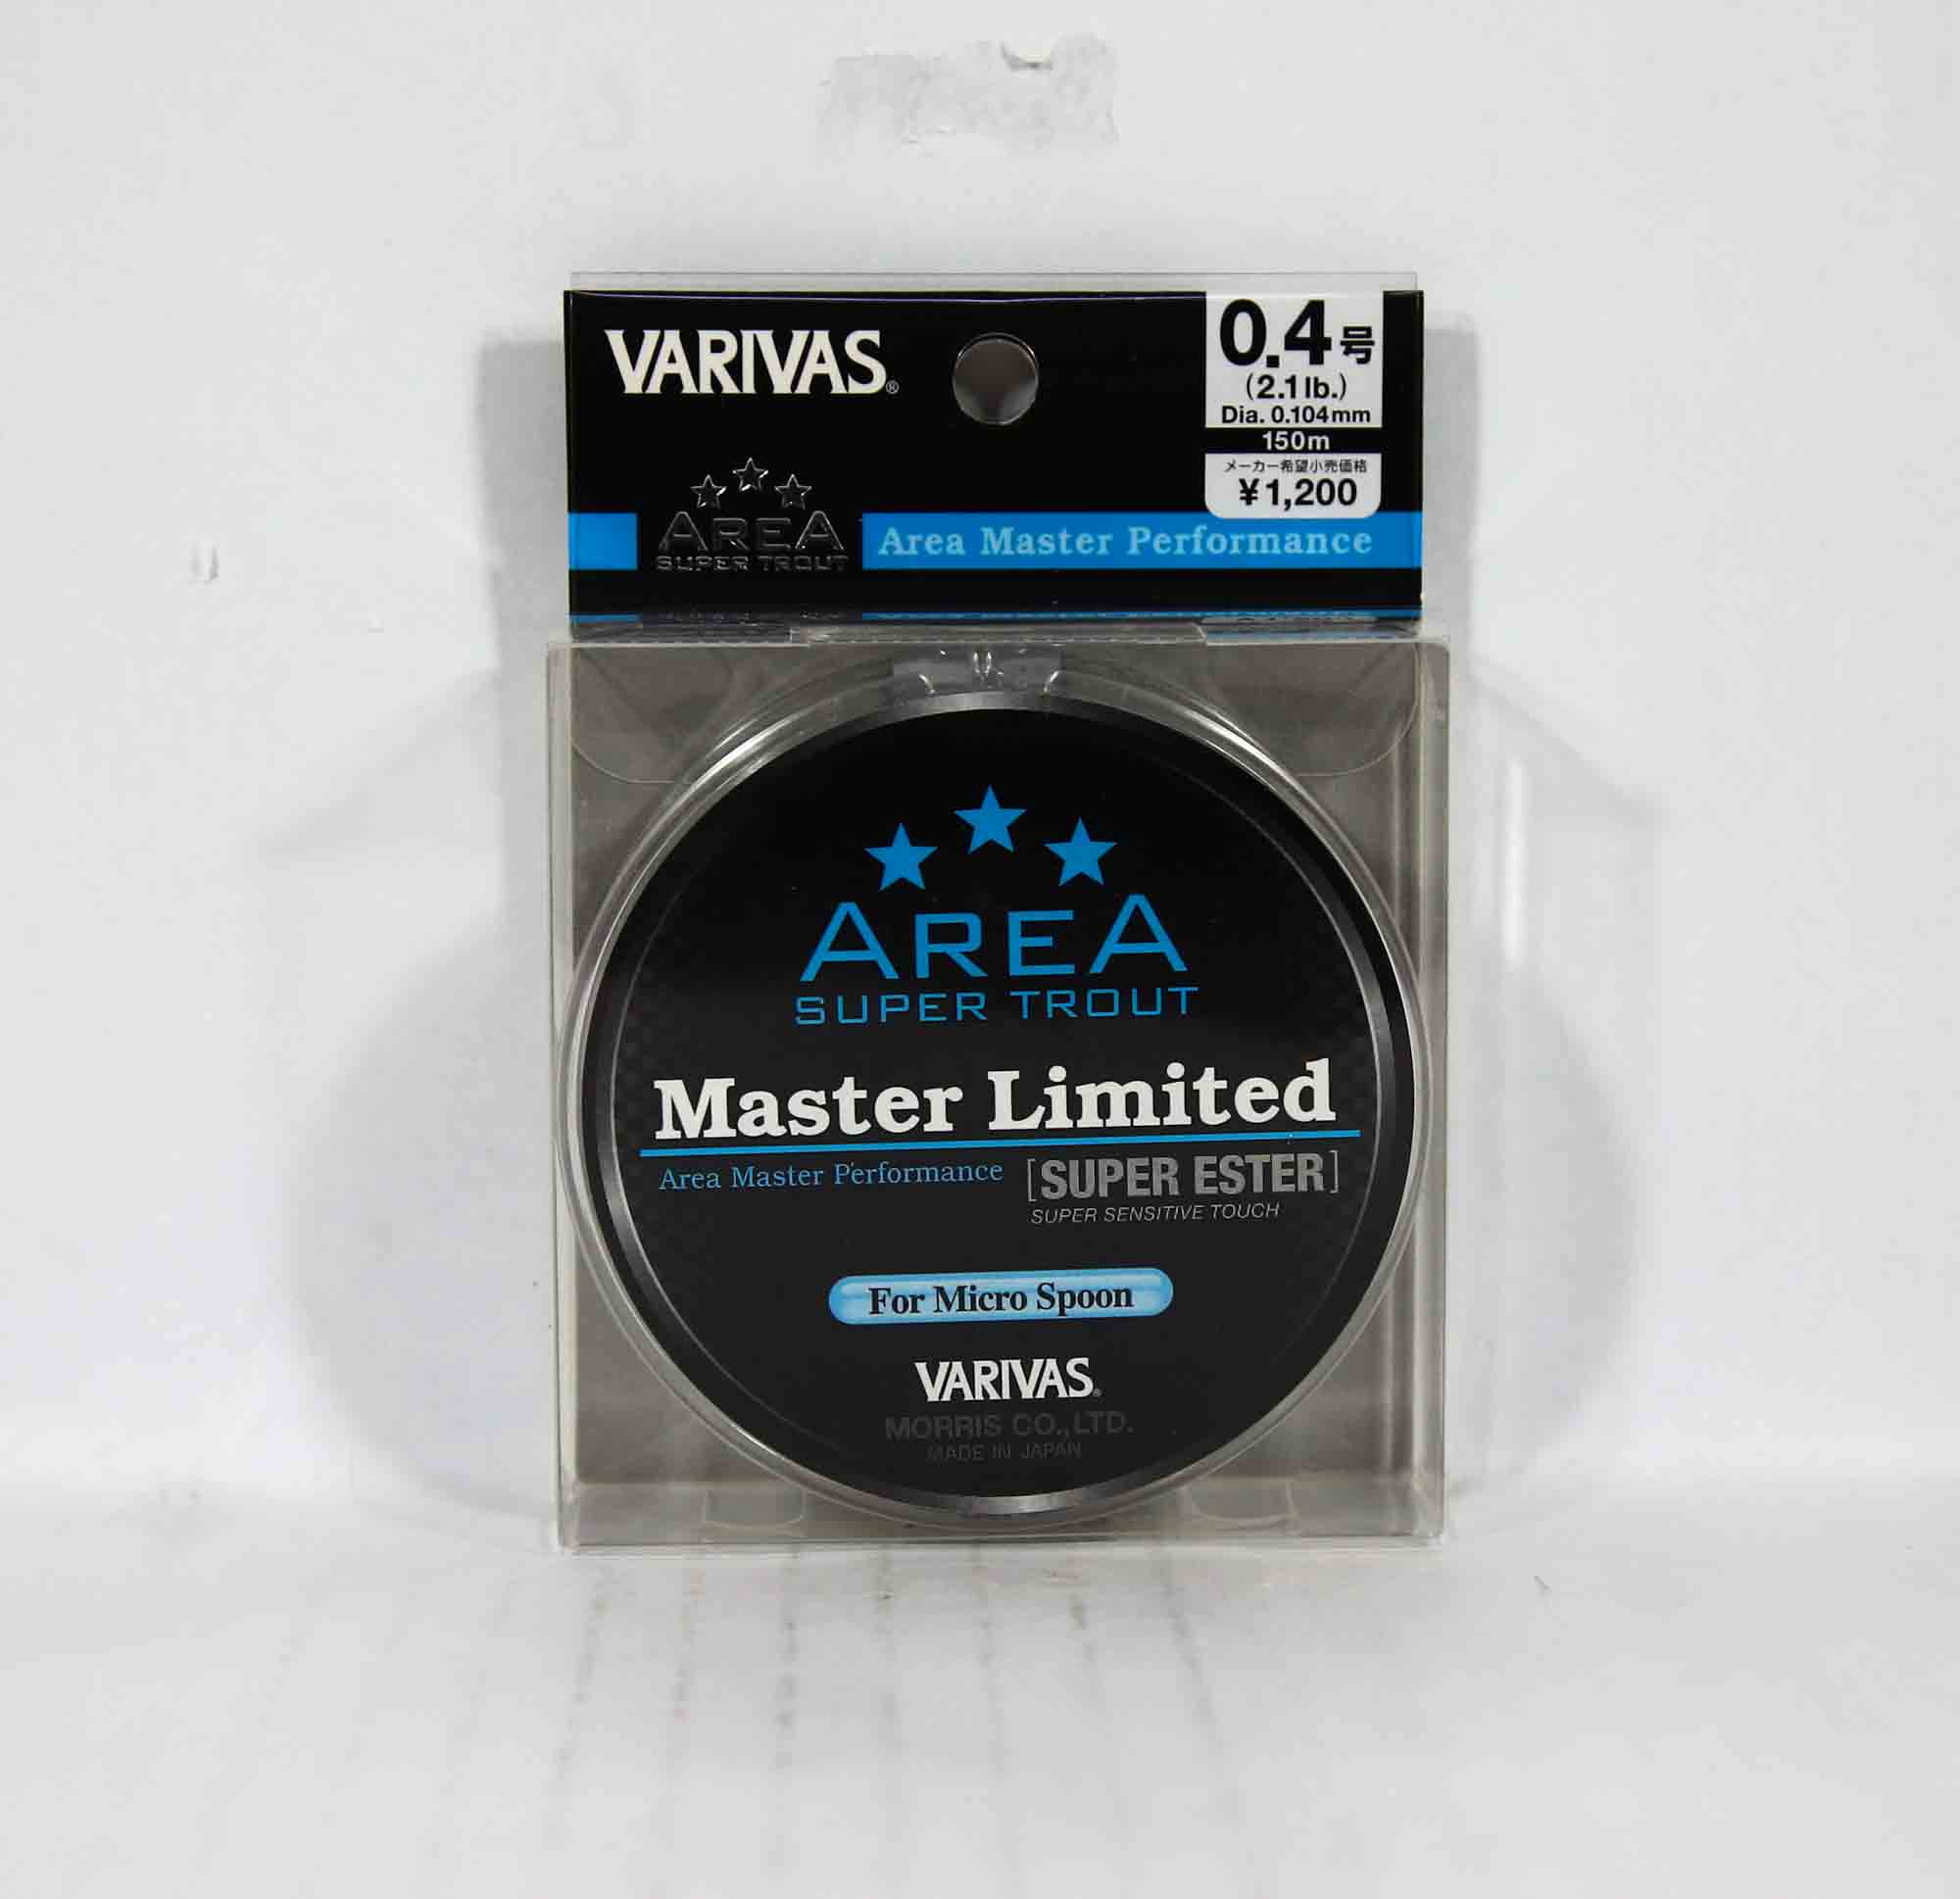 VARIVAS®
0.4号
(2.1lb.)
Dia. 0.104mm
150m
メーカー希望小売価格
¥1,200
AREA
SUPER TROUT
Area Master Performance
AREA
SUPER TROUT
Master Limited
Area Master Performance [SUPER ESTER]
SUPER SENSITIVE TOUCH
For Micro Spoon
VARIVAS®
MORRIS CO.,LTD.
MADE IN JAPAN